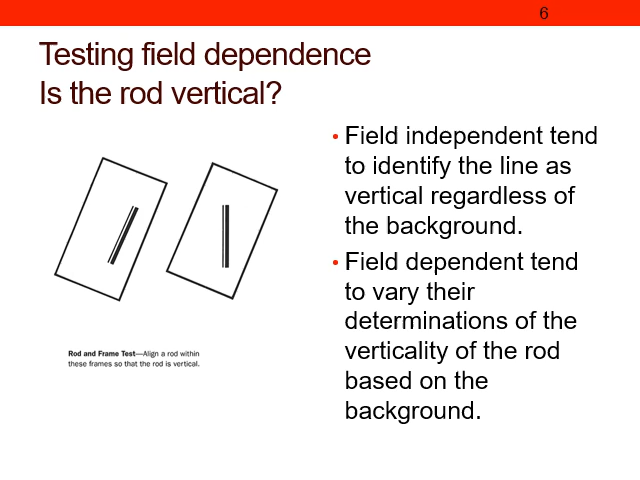 6
Testing field dependence
Is the rod vertical?
• Field independent tend
to identify the line as
vertical regardless of
the background.
• Field dependent tend
to vary their
determinations of the
verticality of the rod
based on the
background.
Rod and Frame Test—Align a rod within
these frames so that the rod is vertical.